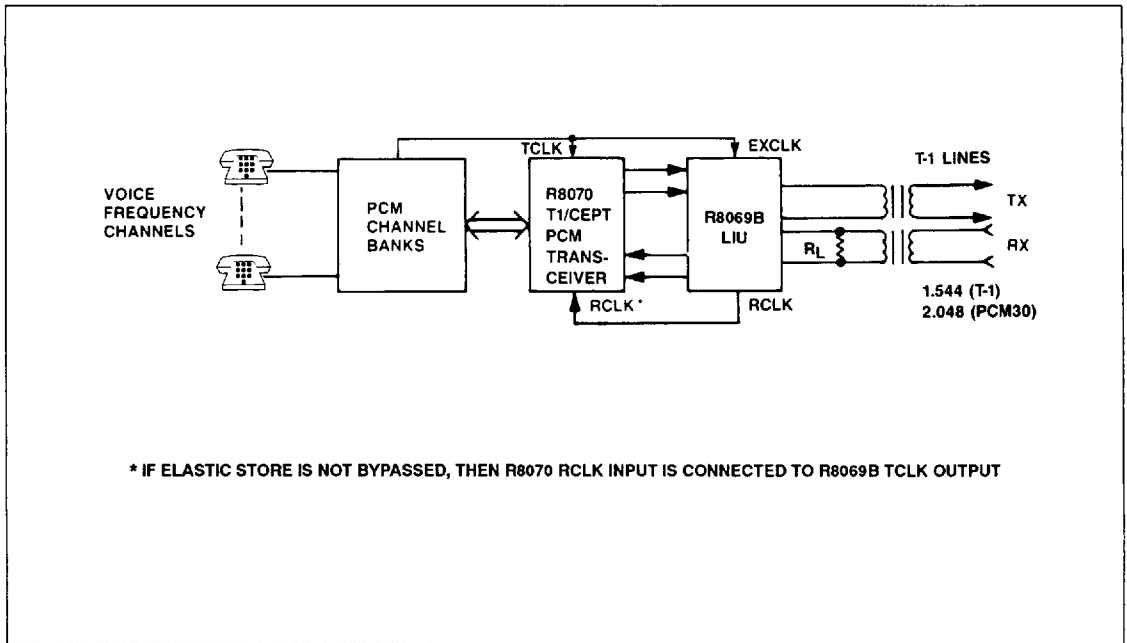 VOICE
FREQUENCY
CHANNELS
PCM
CHANNEL
BANKS
TCLK
R8070
T1/CEPT
PCM
TRANS-
CEIVER
RCLK *
EXCLK
R8069B
LIU
RCLK
RL
T-1 LINES
TX
RX
1.544 (T-1)
2.048 (PCM30)
* IF ELASTIC STORE IS NOT BYPASSED, THEN R8070 RCLK INPUT IS CONNECTED TO R8069B TCLK OUTPUT